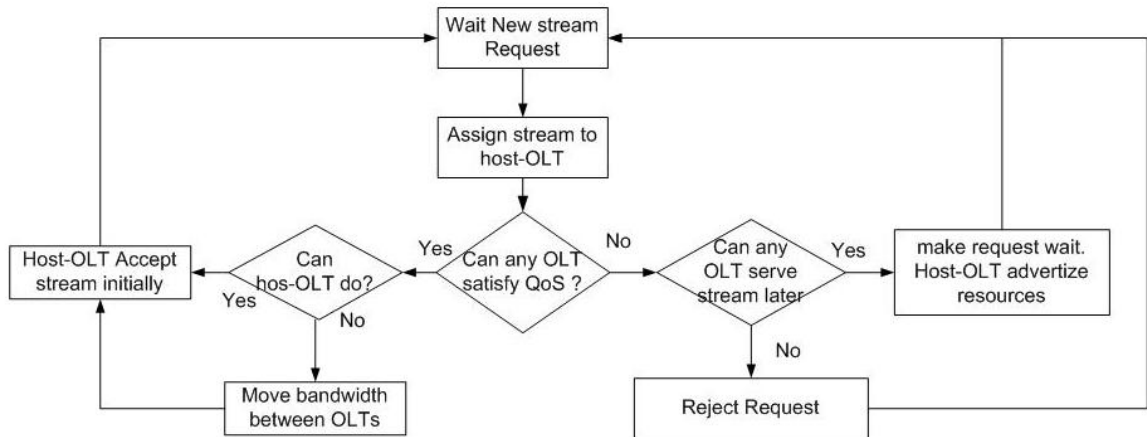 Wait New stream
Request
Assign stream to
host-OLT
Can any OLT
satisfy QoS ?
Yes
No
Can
hos-OLT do?
Yes
No
Host-OLT Accept
stream initially
Move bandwidth
between OLTs
Can any
OLT serve
stream later
Yes
No
make request wait.
Host-OLT advertize
resources
Reject Request